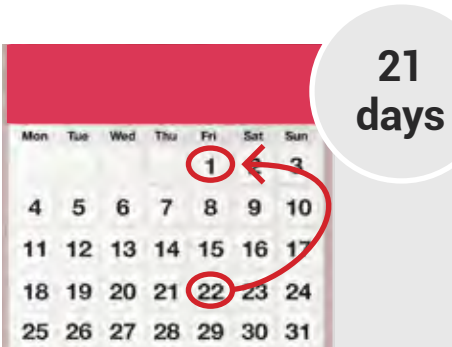 21
days
Mon Tue Wed Thu Fri Sat Sun
1 2 3
4 5 6 7 8 9 10
11 12 13 14 15 16 17
18 19 20 21 22 23 24
25 26 27 28 29 30 31